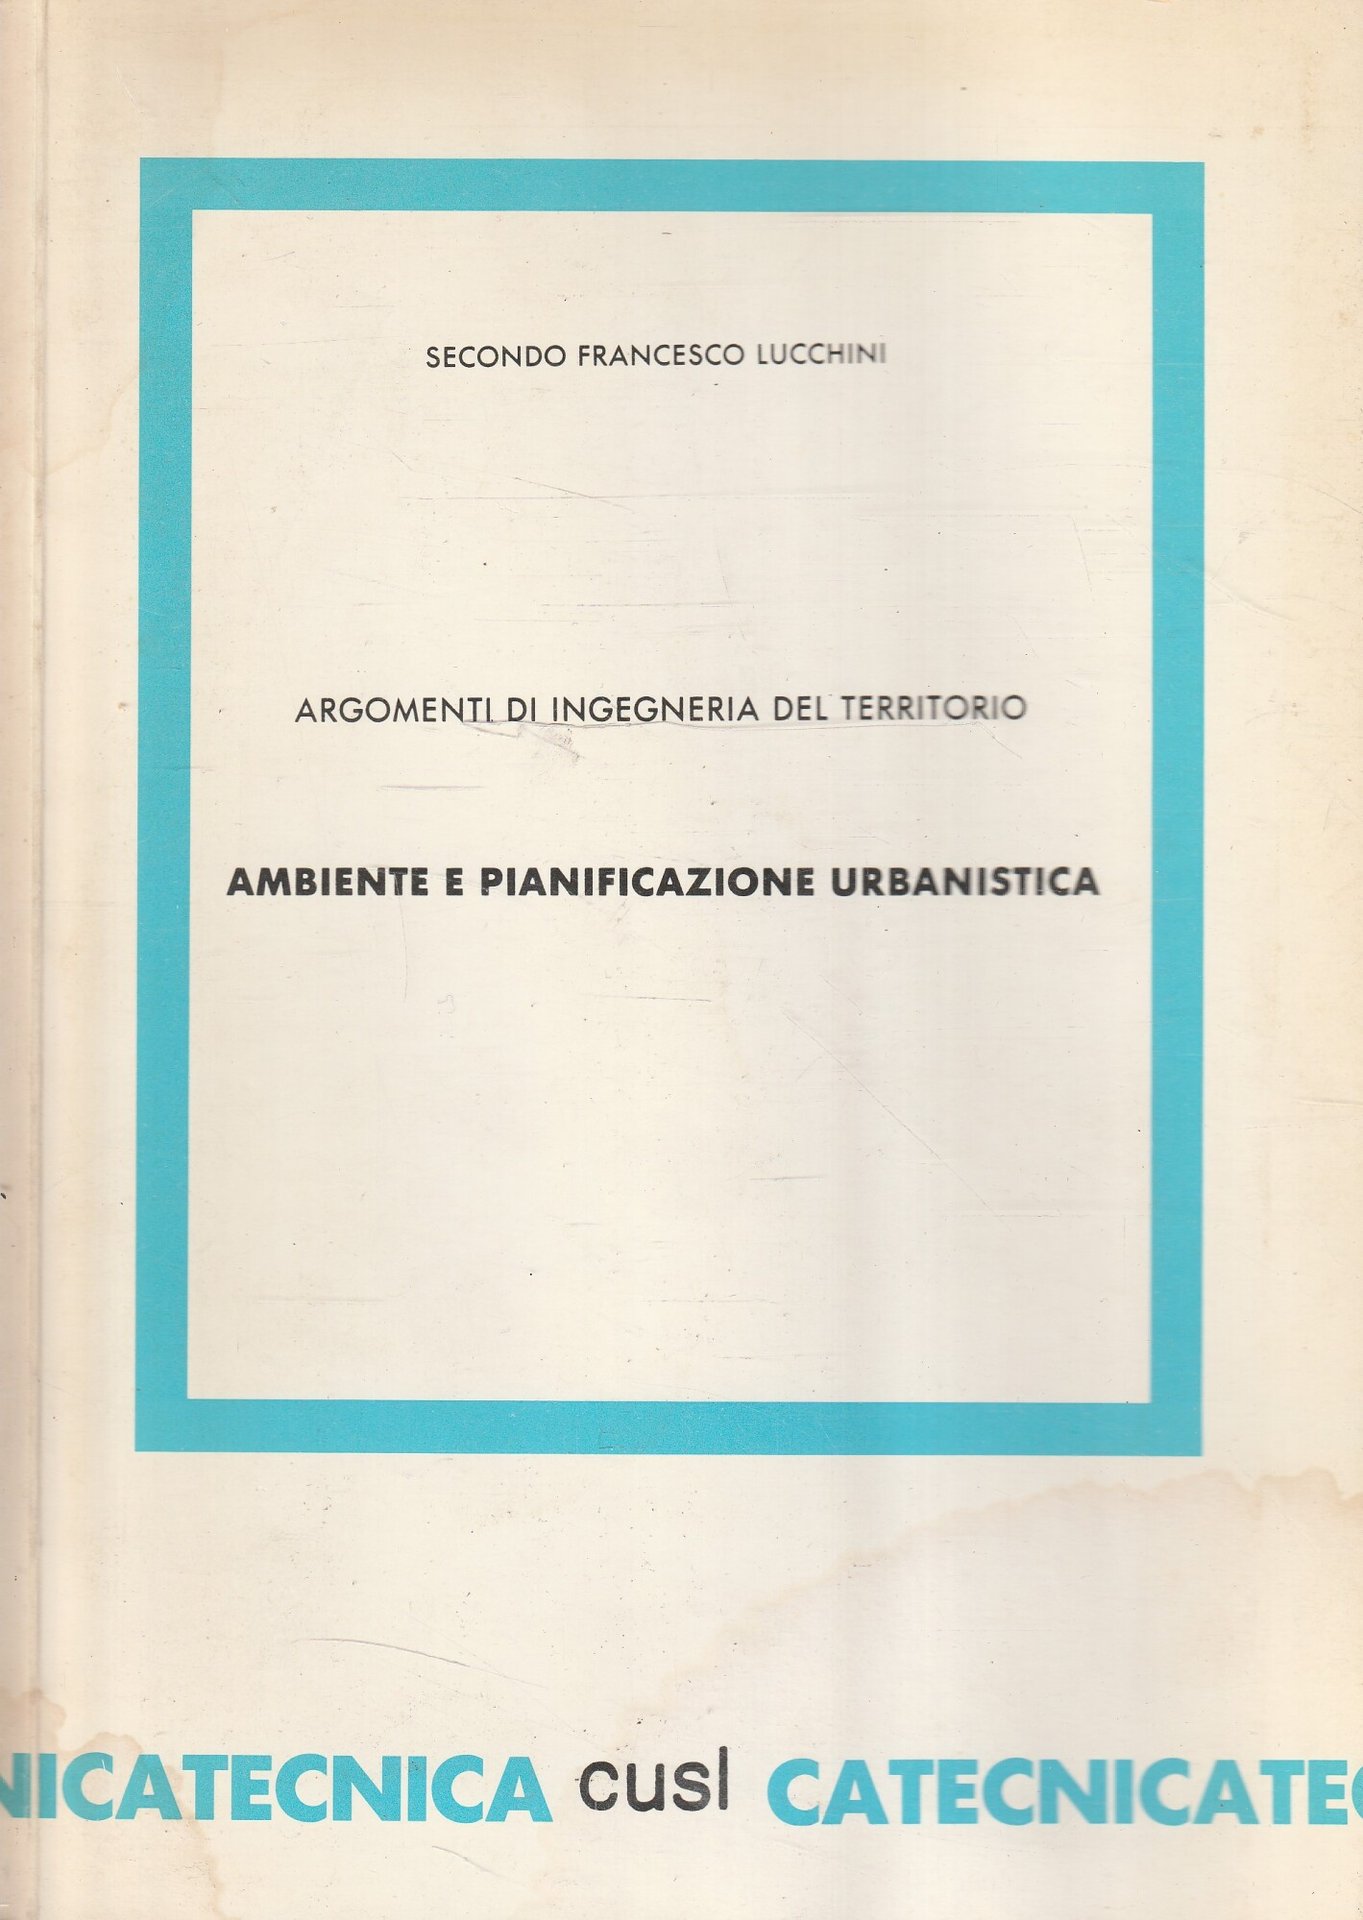 SECONDO FRANCESCO LUCCHINI
ARGOMENTI DI INGEGNERIA DEL TERRITORIO
AMBIENTE E PIANIFICAZIONE URBANISTICA
NICATECNICA cusl CATECNICATEC